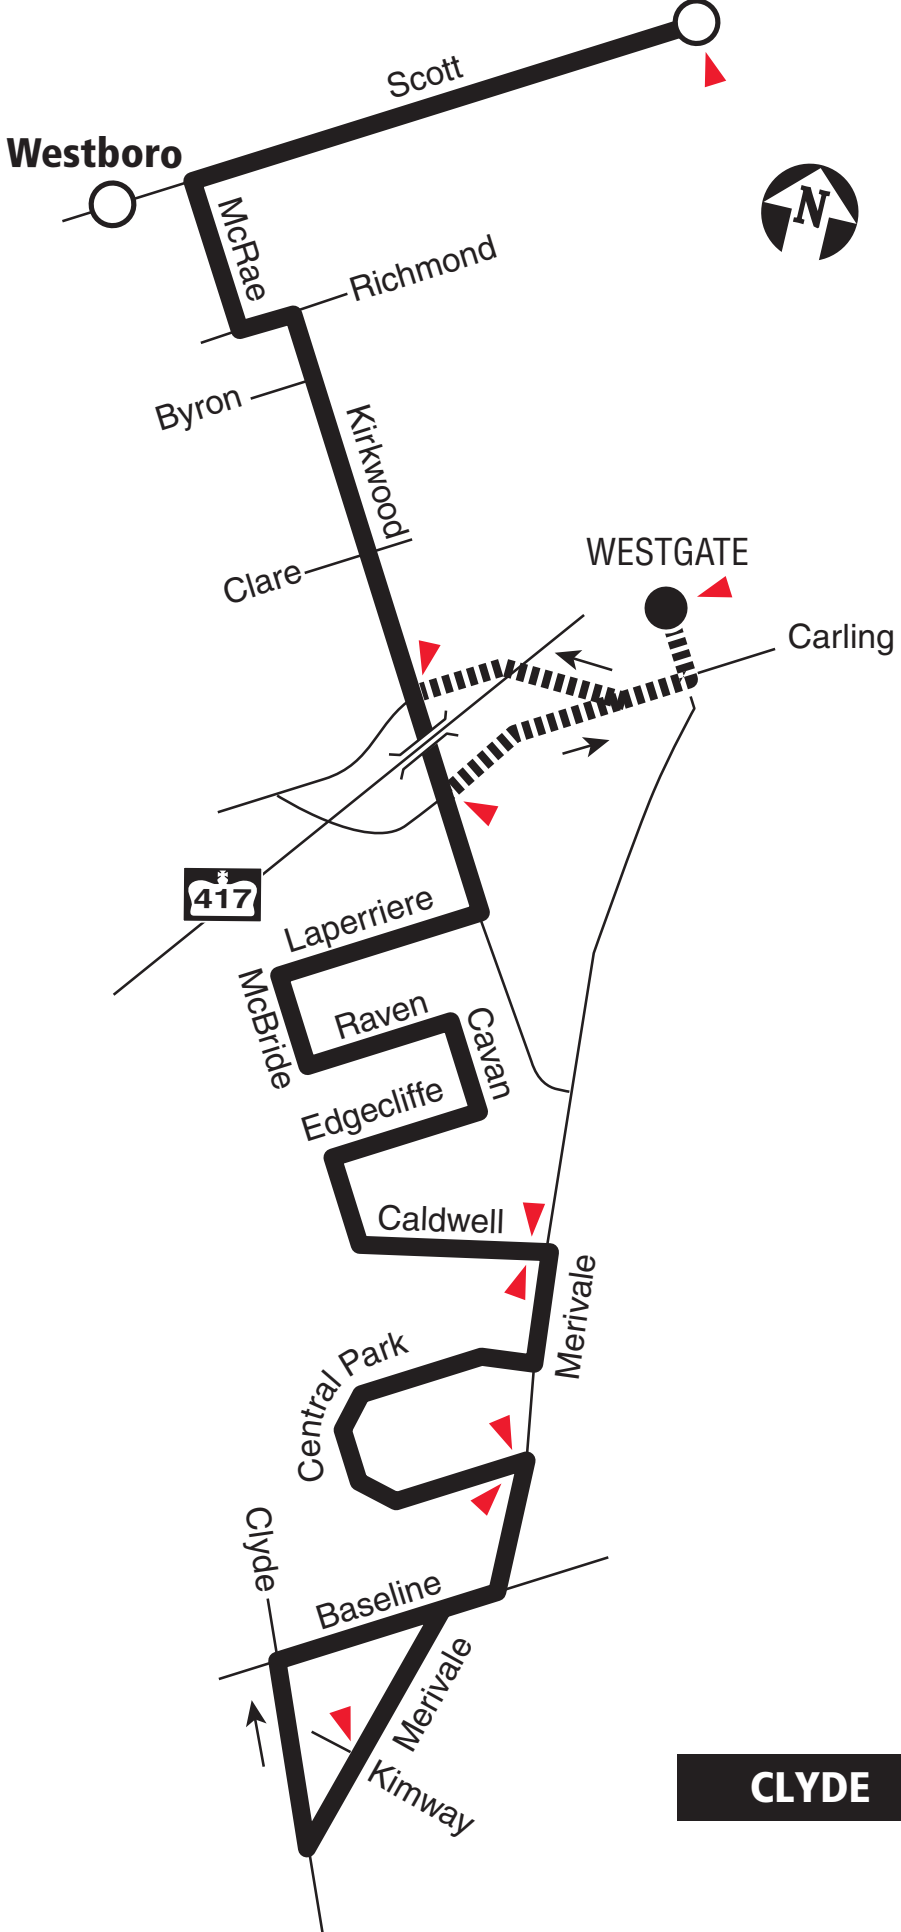 Scott
Westboro
N
McRae
Richmond
Byron
Kirkwood
WESTGATE
Clare
Carling
417
Laperriere
McBride
Raven
Cavan
Edgecliffe
Caldwell
Merivale
Central Park
Clyde
Baseline
Merivale
Kimway
CLYDE